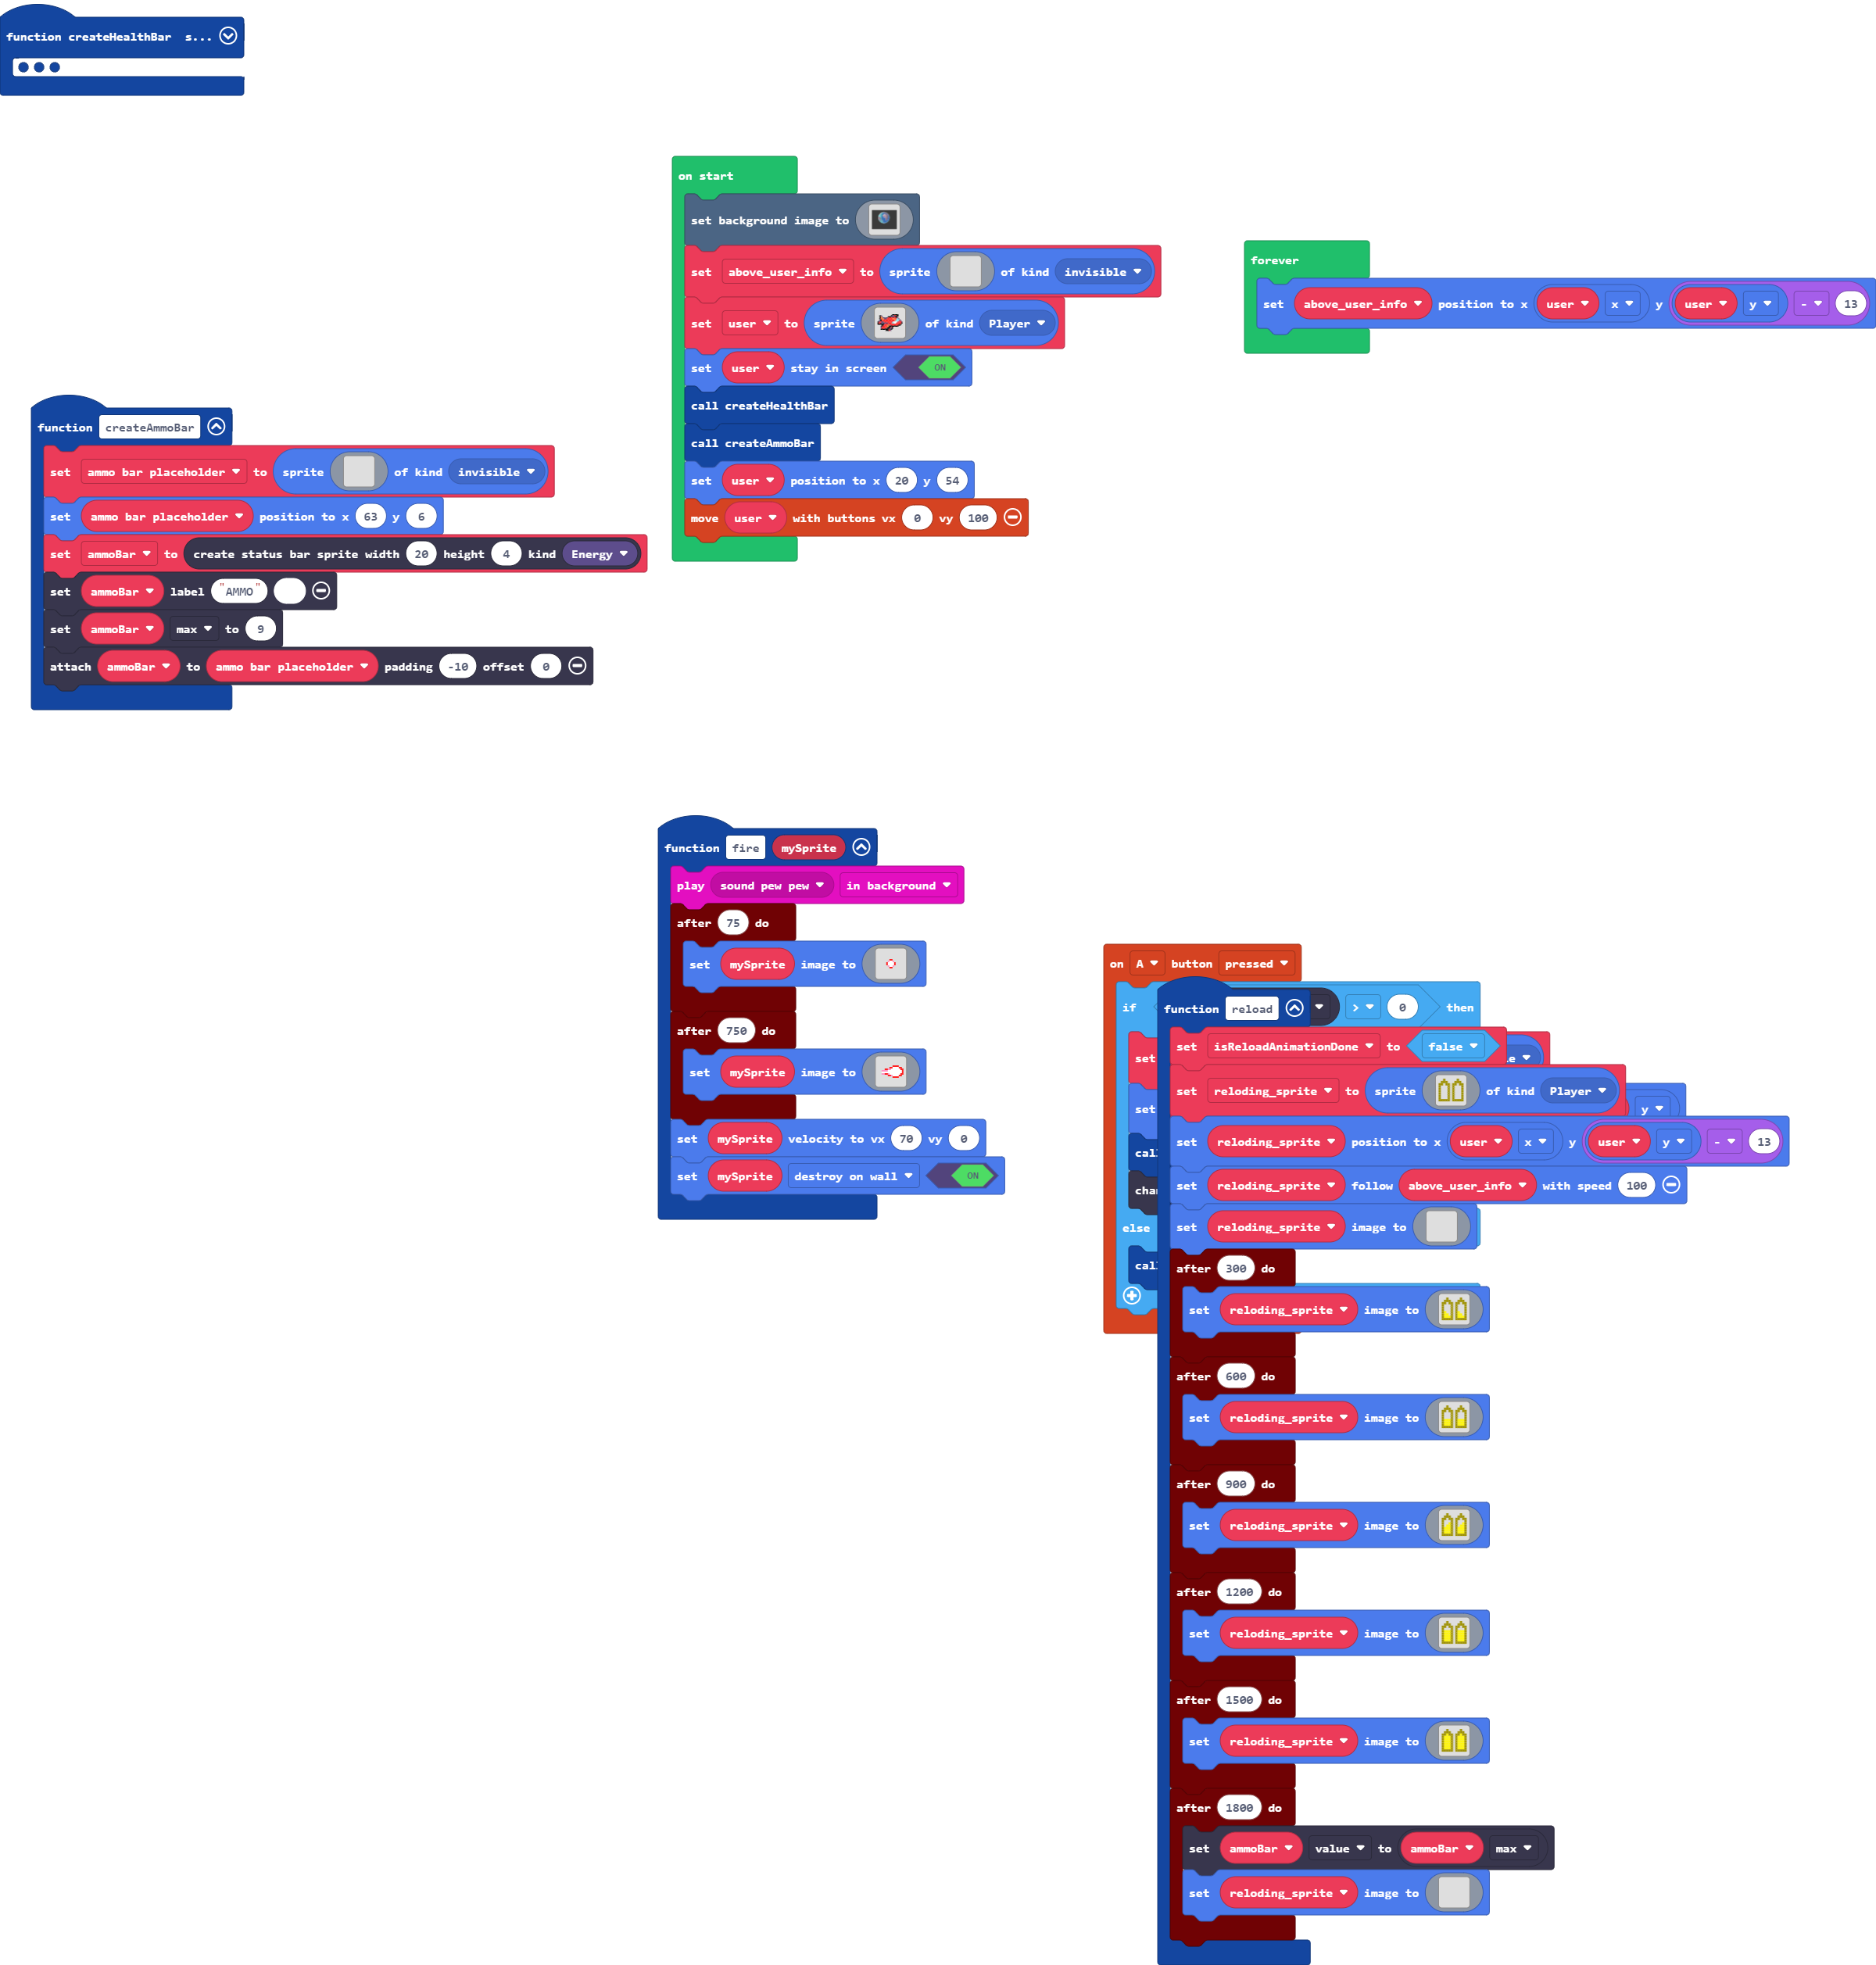 function createHealthBar s...
on start
set background image to
set above_user_info to sprite of kind invisible
set user to sprite of kind Player
set user stay in screen ON
call createHealthBar
call createAmmoBar
set user position to x 20 y 54
move user with buttons vx 0 vy 100
forever
set above_user_info position to x user x y user y - 13
function createAmmoBar
set ammo bar placeholder to sprite of kind invisible
set ammo bar placeholder position to x 63 y 6
set ammoBar to create status bar sprite width 20 height 4 kind Energy
set ammoBar label "AMMO"
set ammoBar max to 9
attach ammoBar to ammo bar placeholder padding -10 offset 0
function fire mySprite
play sound pew pew in background
after 75 do
set mySprite image to
after 750 do
set mySprite image to
set mySprite velocity to vx 70 vy 0
set mySprite destroy on wall ON
on A button pressed
if > 0 then
set
set y
else
function reload
set isReloadAnimationDone to false
set reloding_sprite to sprite of kind Player
set reloding_sprite position to x user x y user y - 13
set reloding_sprite follow above_user_info with speed 100
set reloding_sprite image to
after 300 do
set reloding_sprite image to
after 600 do
set reloding_sprite image to
after 900 do
set reloding_sprite image to
after 1200 do
set reloding_sprite image to
after 1500 do
set reloding_sprite image to
after 1800 do
set ammoBar value to ammoBar max
set reloding_sprite image to